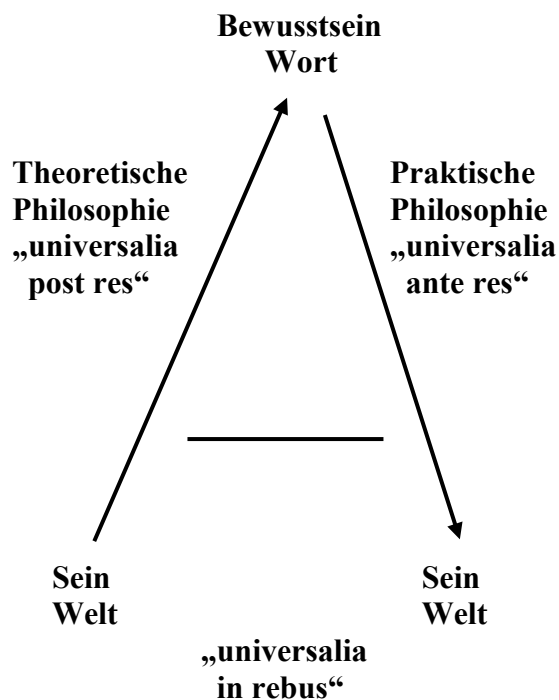 Bewusstsein
Wort
Theoretische
Philosophie
„universalia
post res“
Praktische
Philosophie
„universalia
ante res“
Sein
Welt
Sein
Welt
„universalia
in rebus“